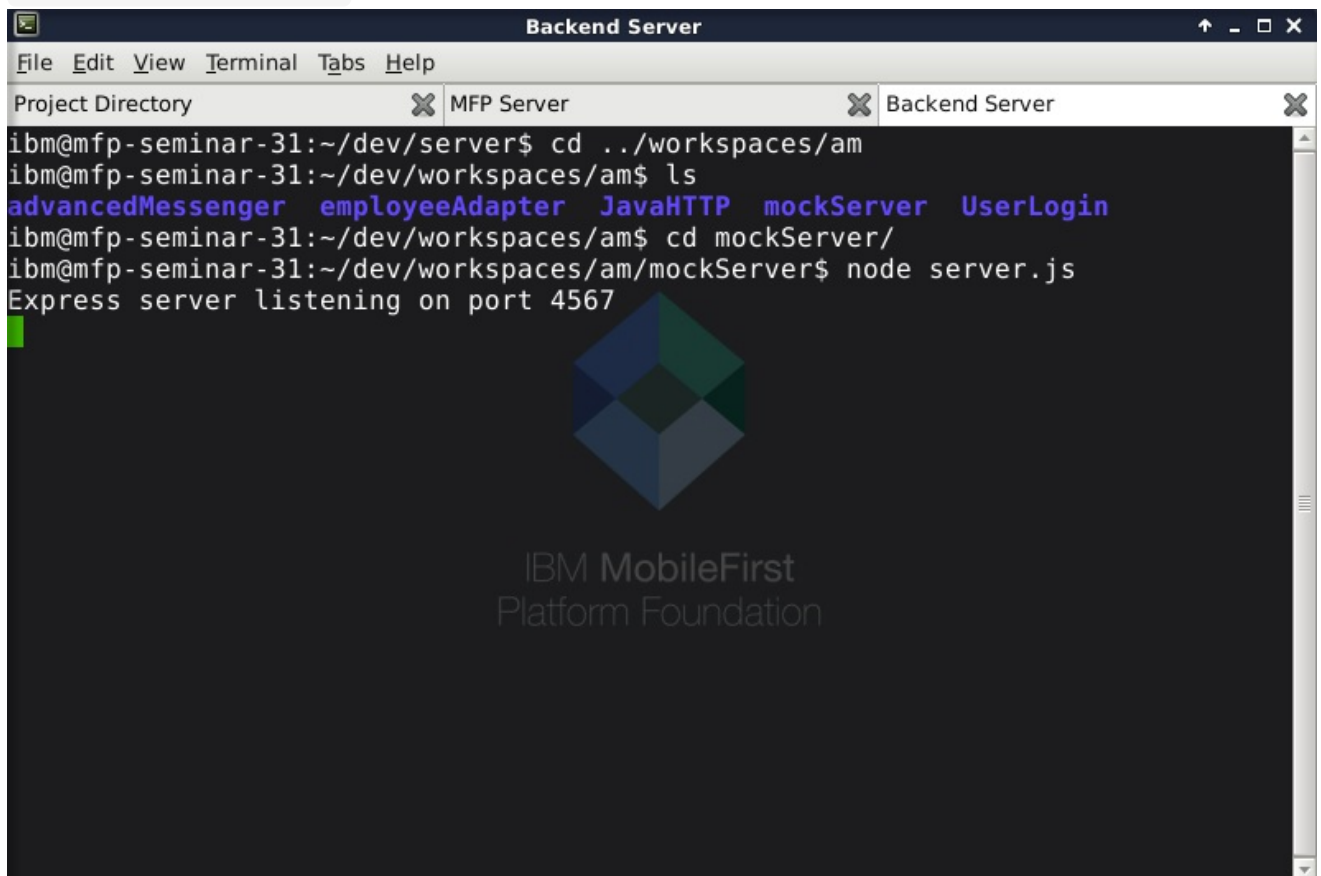 Backend Server
File Edit View Terminal Tabs Help
Project Directory MFP Server Backend Server
ibm@mfp-seminar-31:~/dev/server$ cd ../workspaces/am
ibm@mfp-seminar-31:~/dev/workspaces/am$ ls
advancedMessenger employeeAdapter JavaHTTP mockServer UserLogin
ibm@mfp-seminar-31:~/dev/workspaces/am$ cd mockServer/
ibm@mfp-seminar-31:~/dev/workspaces/am/mockServer$ node server.js
Express server listening on port 4567
IBM MobileFirst
Platform Foundation